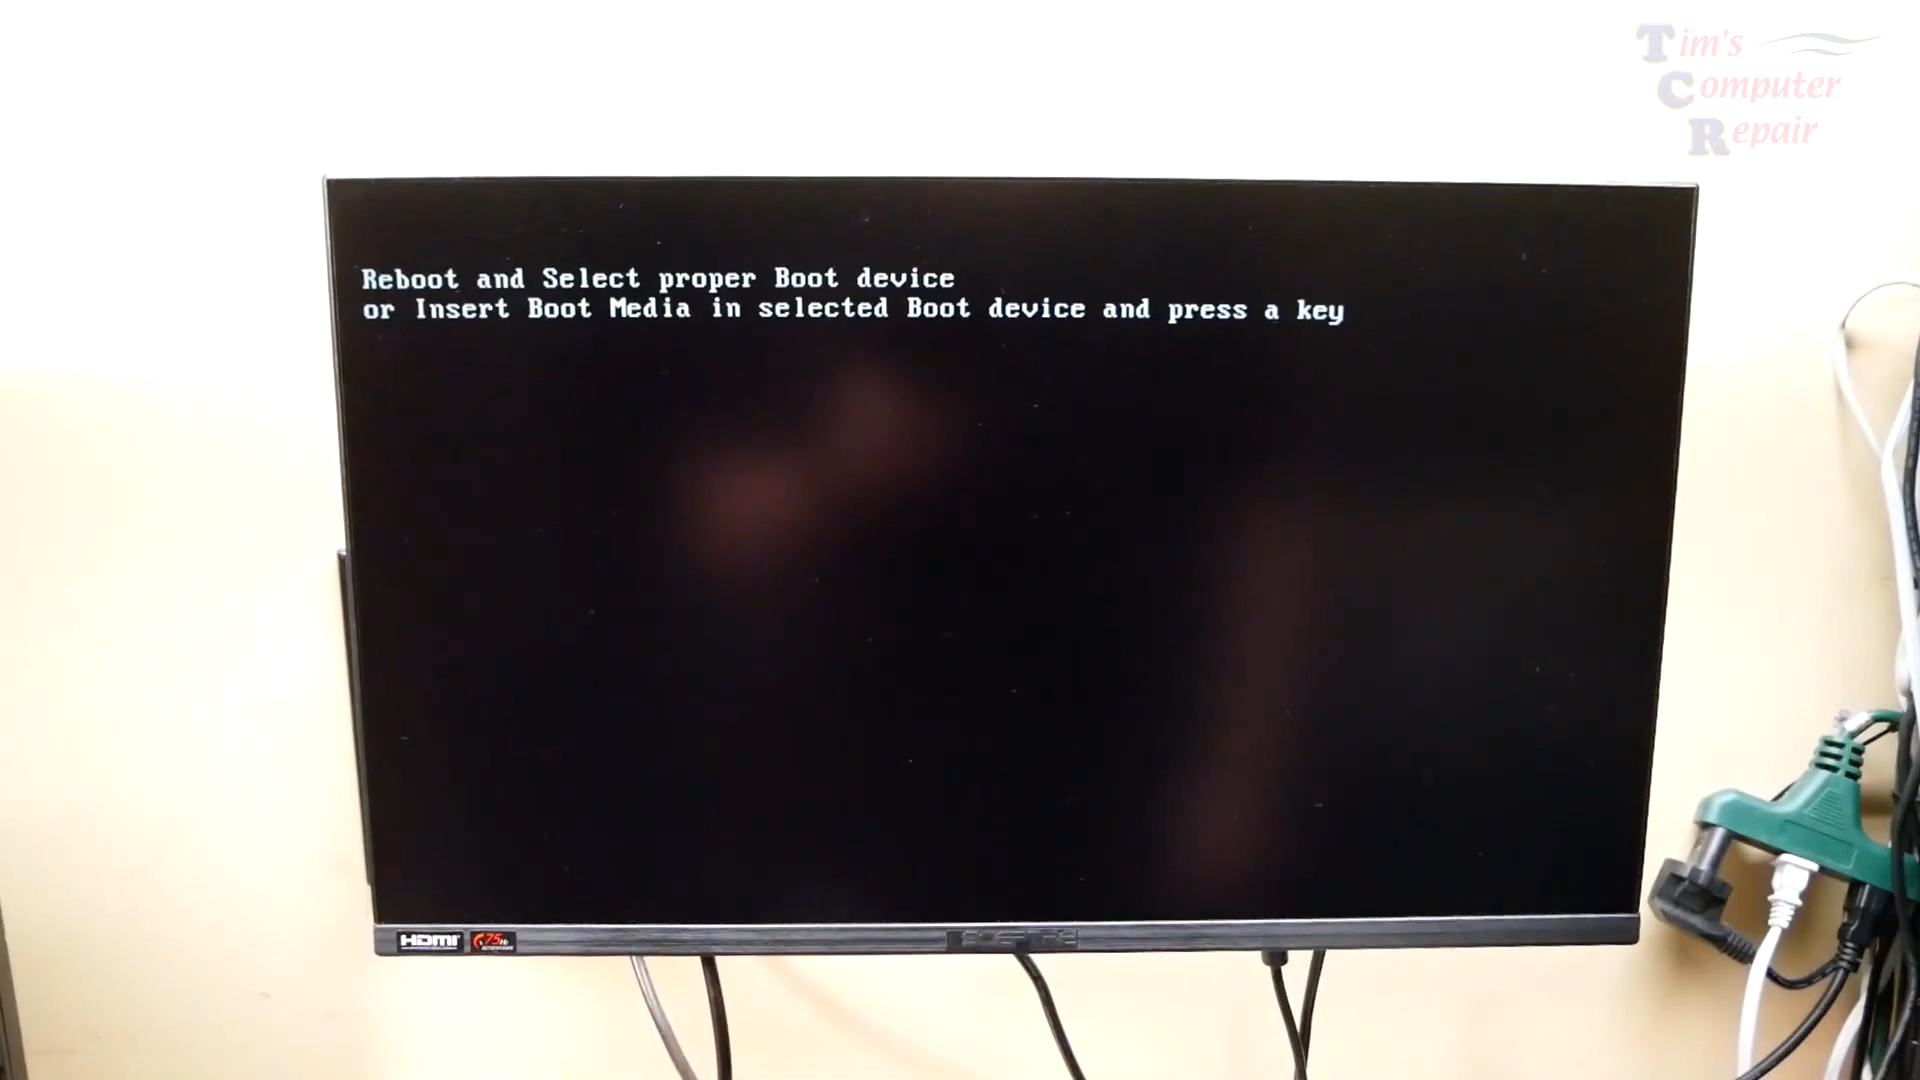 Tim's
Computer
Repair
Reboot and Select proper Boot device
or Insert Boot Media in selected Boot device and press a key
HDMI
75Hz